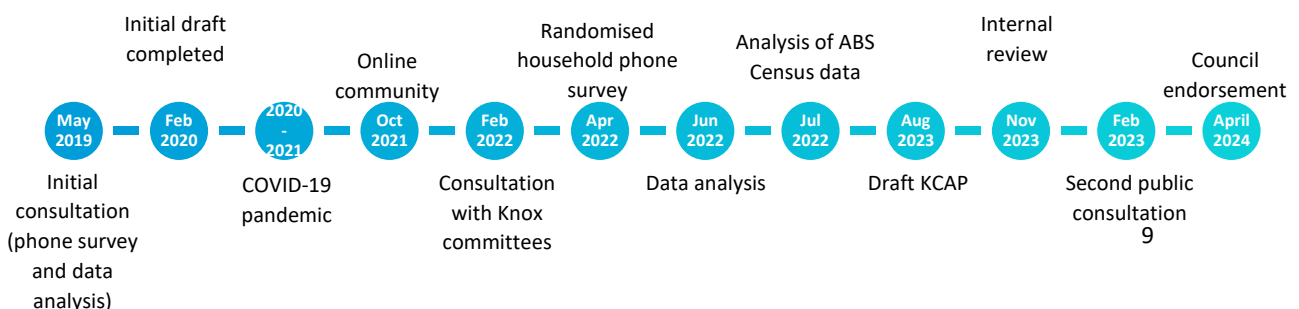 Initial draft
completed
Online
community
Randomised
household phone
survey
Analysis of ABS
Census data
Internal
review
Council
endorsement
May
2019
Feb
2020
2020
-
2021
Oct
2021
Feb
2022
Apr
2022
Jun
2022
Jul
2022
Aug
2023
Nov
2023
Feb
2023
April
2024
Initial
consultation
(phone survey
and data
analysis)
COVID-19
pandemic
Consultation
with Knox
committees
Data analysis
Draft KCAP
Second public
consultation
9